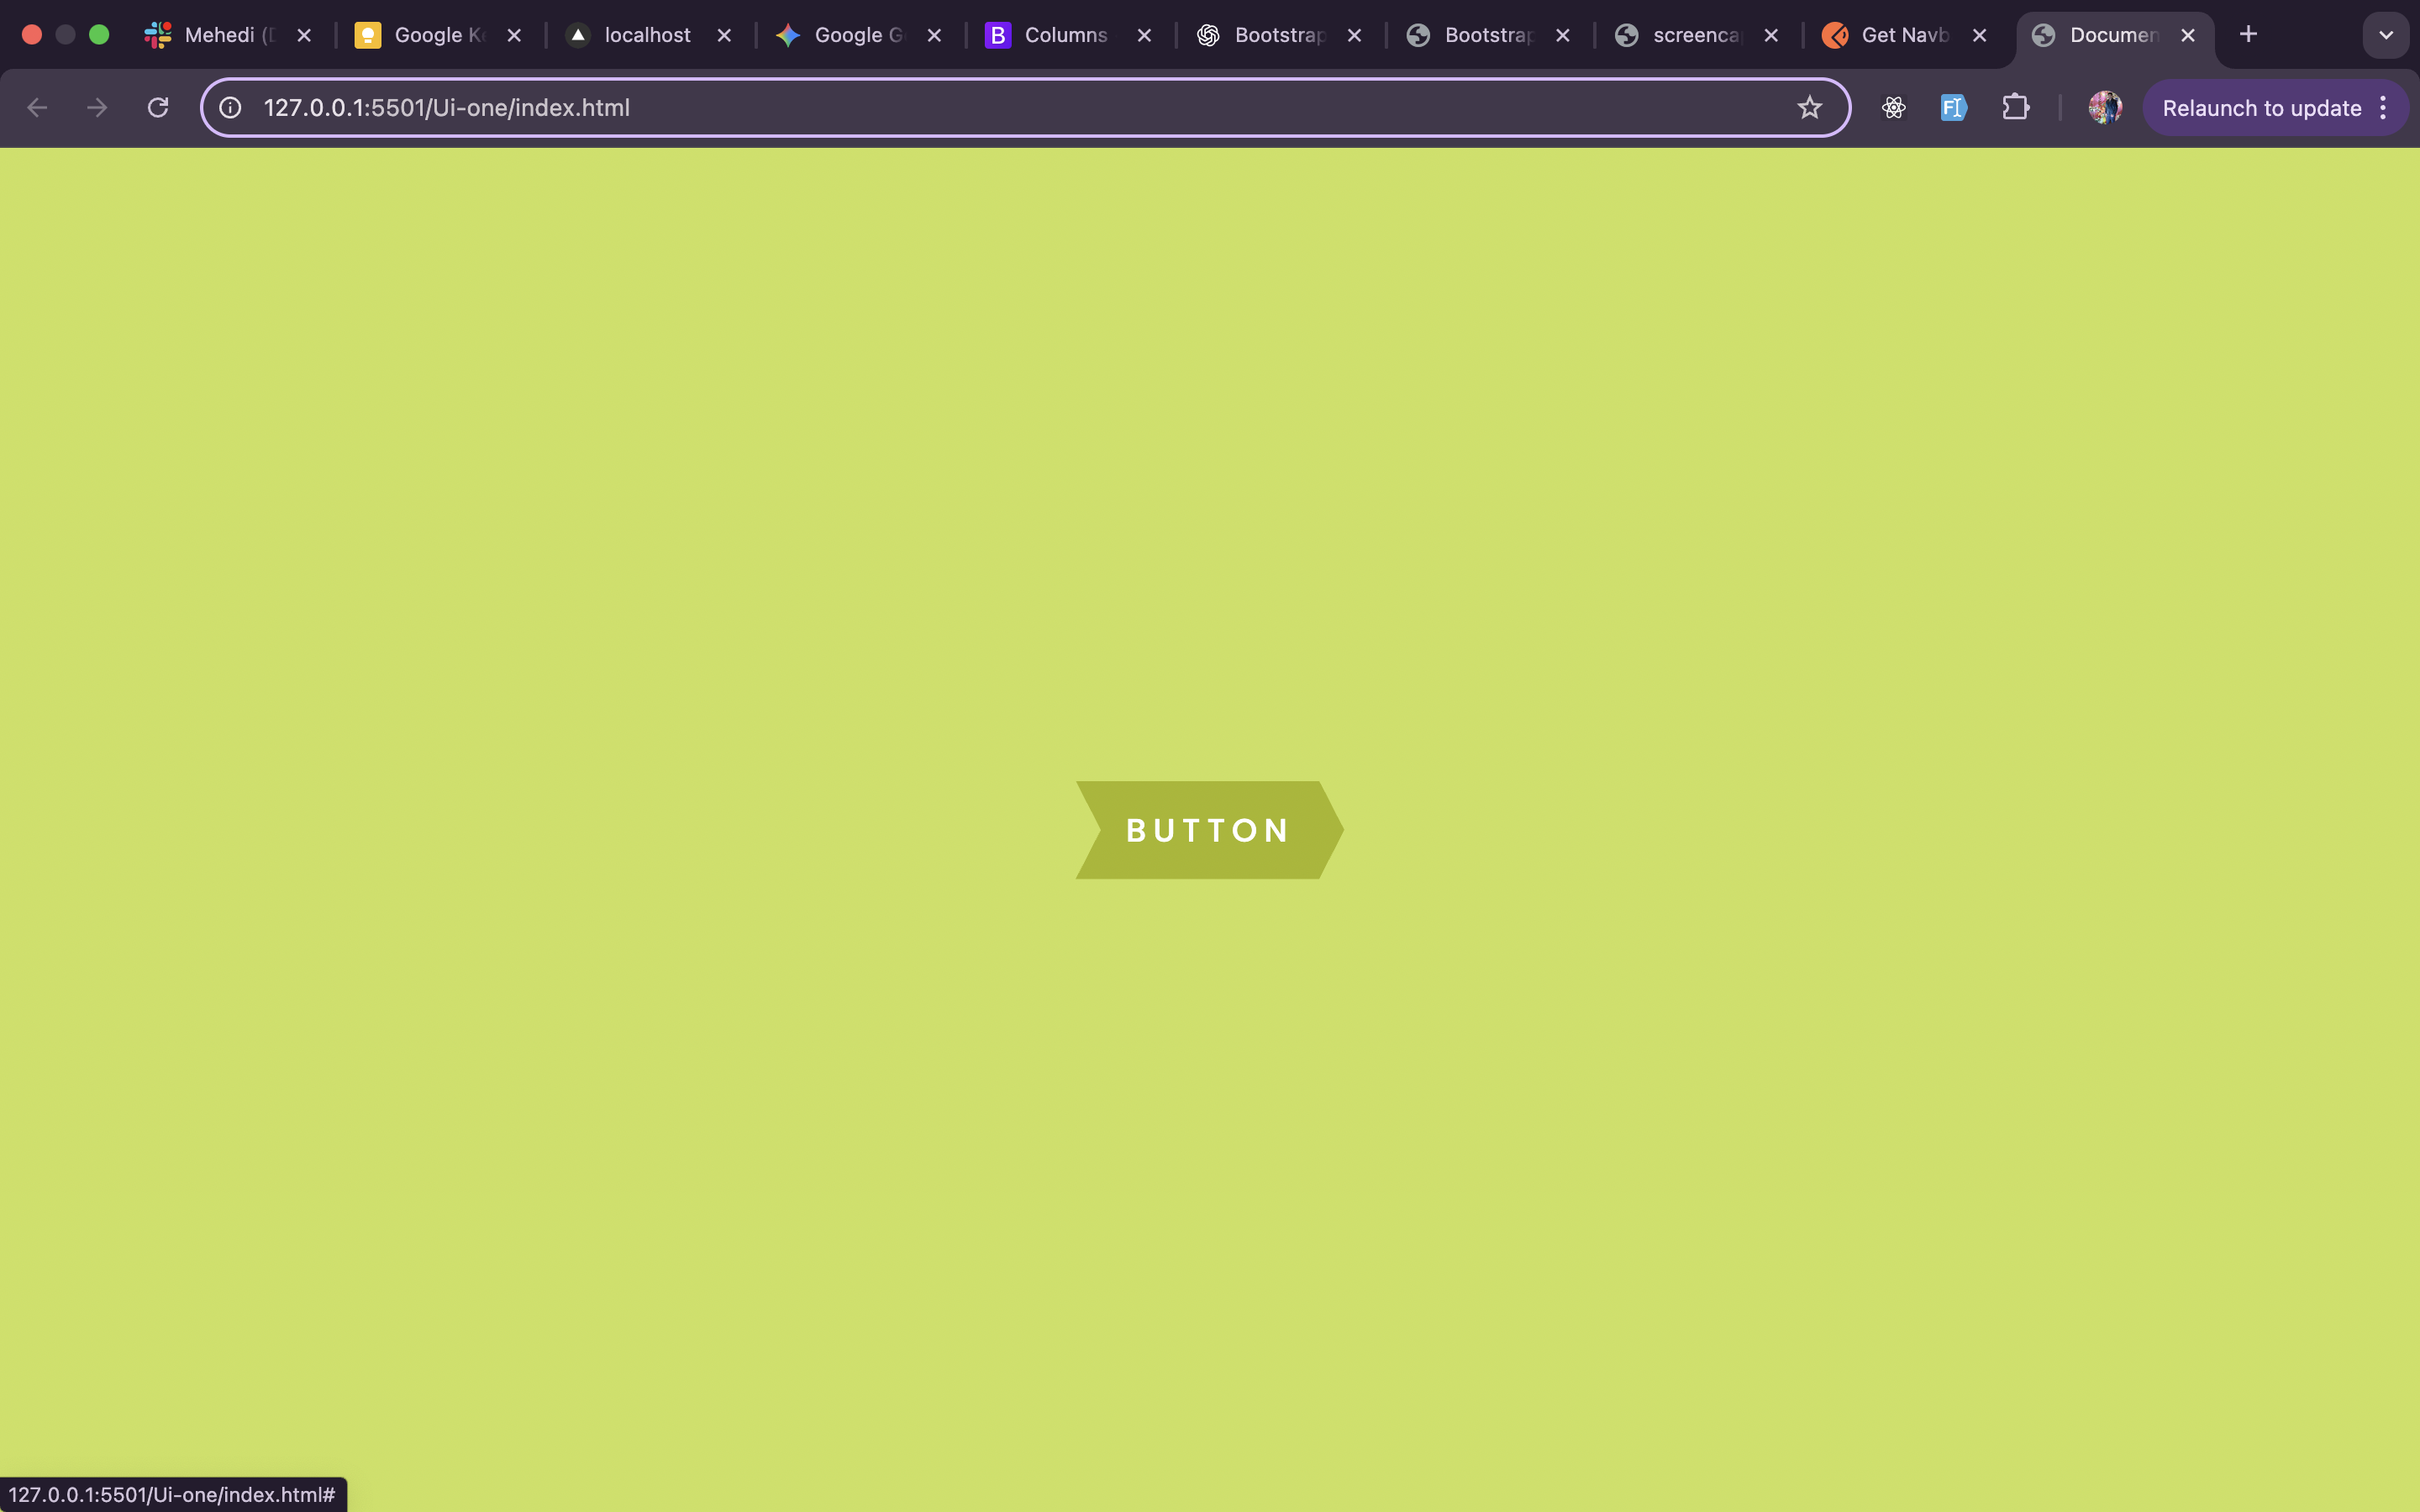 Mehedi (D
Google Ke
localhost
Google G
Columns
Bootstrap
Bootstrap
screenca
Get Navb
Documen
127.0.0.1:5501/Ui-one/index.html
Relaunch to update
BUTTON
127.0.0.1:5501/Ui-one/index.html#